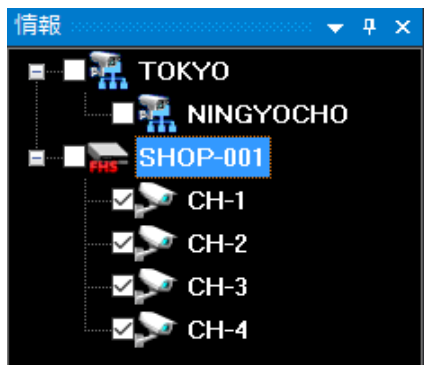 情報
TOKYO
NINGYOCHO
SHOP-001
FHS
CH-1
CH-2
CH-3
CH-4